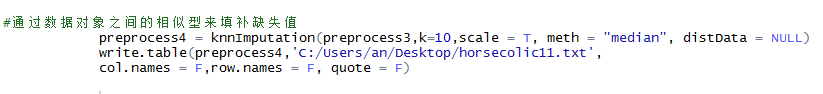 #通过数据对象之间的相似型来填补缺失值
preprocess4 = knnImputation(preprocess3,k=10,scale = T, meth = "median", distData = NULL)
write.table(preprocess4,'C:/Users/an/Desktop/horsecolic11.txt',
col.names = F,row.names = F, quote = F)